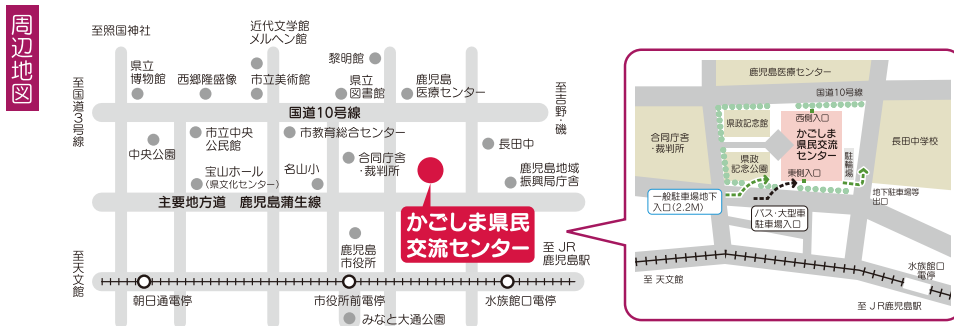 周辺地図
至照国神社
近代文学館
メルヘン館
黎明館
県立
博物館
西郷隆盛像
市立美術館
県立
図書館
鹿児島
医療センター
至国道3号線
至吉野・磯
国道10号線
市立中央
公民館
市教育総合センター
中央公園
長田中
合同庁舎
・裁判所
宝山ホール
(県文化センター)
名山小
鹿児島地域
振興局庁舎
主要地方道 鹿児島蒲生線
かごしま県民
交流センター
鹿児島
市役所
至天文館
至 JR
鹿児島駅
朝日通電停
市役所前電停
水族館口電停
みなと大通公園
鹿児島医療センター
国道10号線
県政記念館
西側入口
かごしま
県民交流
センター
合同庁舎
・裁判所
長田中学校
県政
記念公園
駐輪場
東側入口
一般駐車場地下
入口(2.2M)
バス・大型車
駐車場入口
地下駐車場等
出口
至 天文館
水族館口
電停
至 JR鹿児島駅